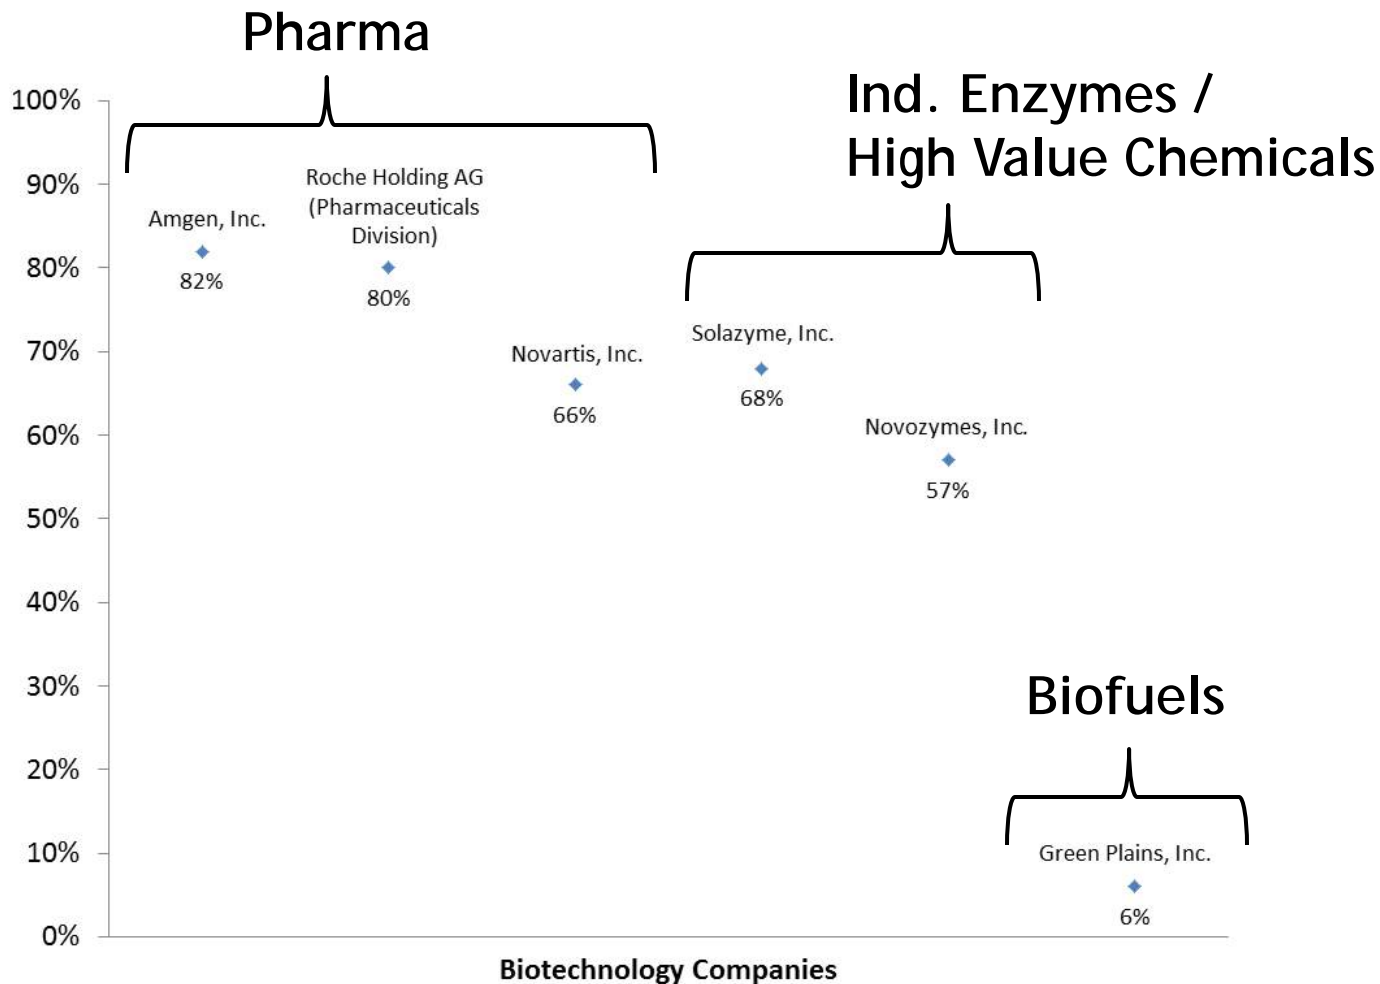 Pharma
Ind. Enzymes /
High Value Chemicals
100%
90%
80%
70%
60%
50%
40%
30%
20%
10%
0%
Amgen, Inc.
82%
Roche Holding AG
(Pharmaceuticals
Division)
80%
Novartis, Inc.
66%
Solazyme, Inc.
68%
Novozymes, Inc.
57%
Biofuels
Green Plains, Inc.
6%
Biotechnology Companies